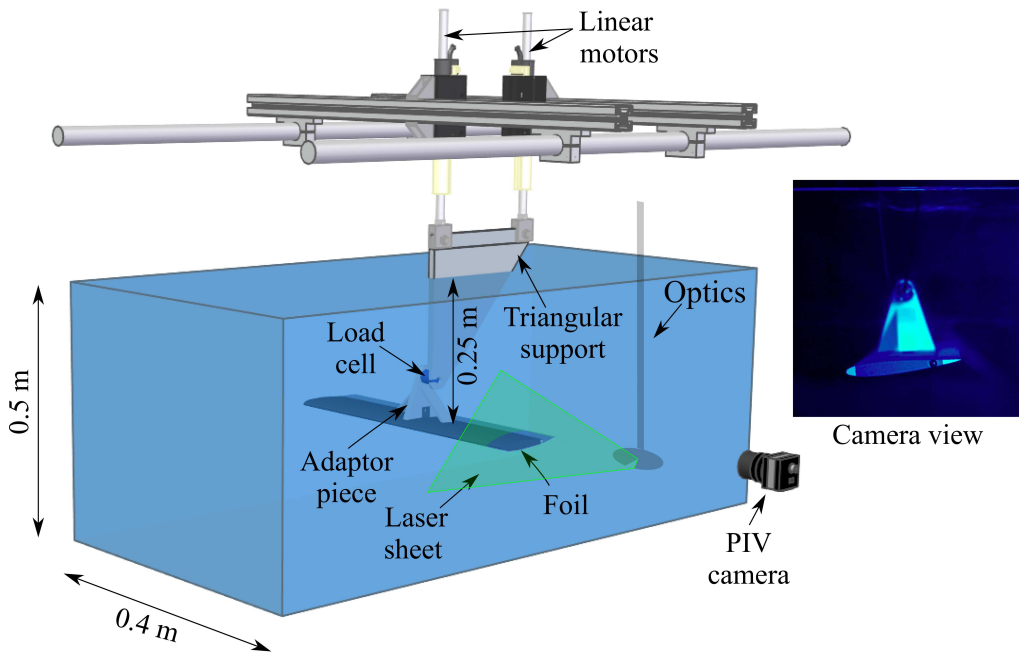 Linear
motors
Optics
Triangular
support
0.25 m
Load
cell
0.5 m
Camera view
Adaptor
piece
Foil
Laser
sheet
PIV
camera
0.4 m